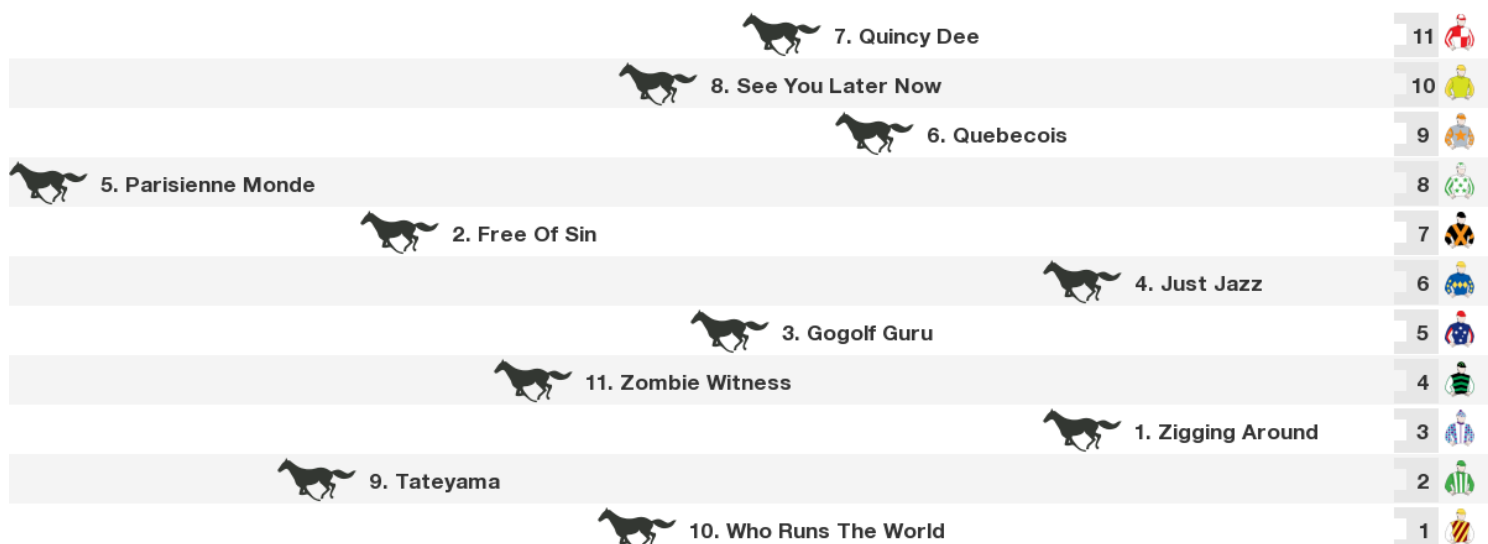 7. Quincy Dee 11
8. See You Later Now 10
6. Quebecois 9
5. Parisienne Monde 8
2. Free Of Sin 7
4. Just Jazz 6
3. Gogolf Guru 5
11. Zombie Witness 4
1. Zigging Around 3
9. Tateyama 2
10. Who Runs The World 1